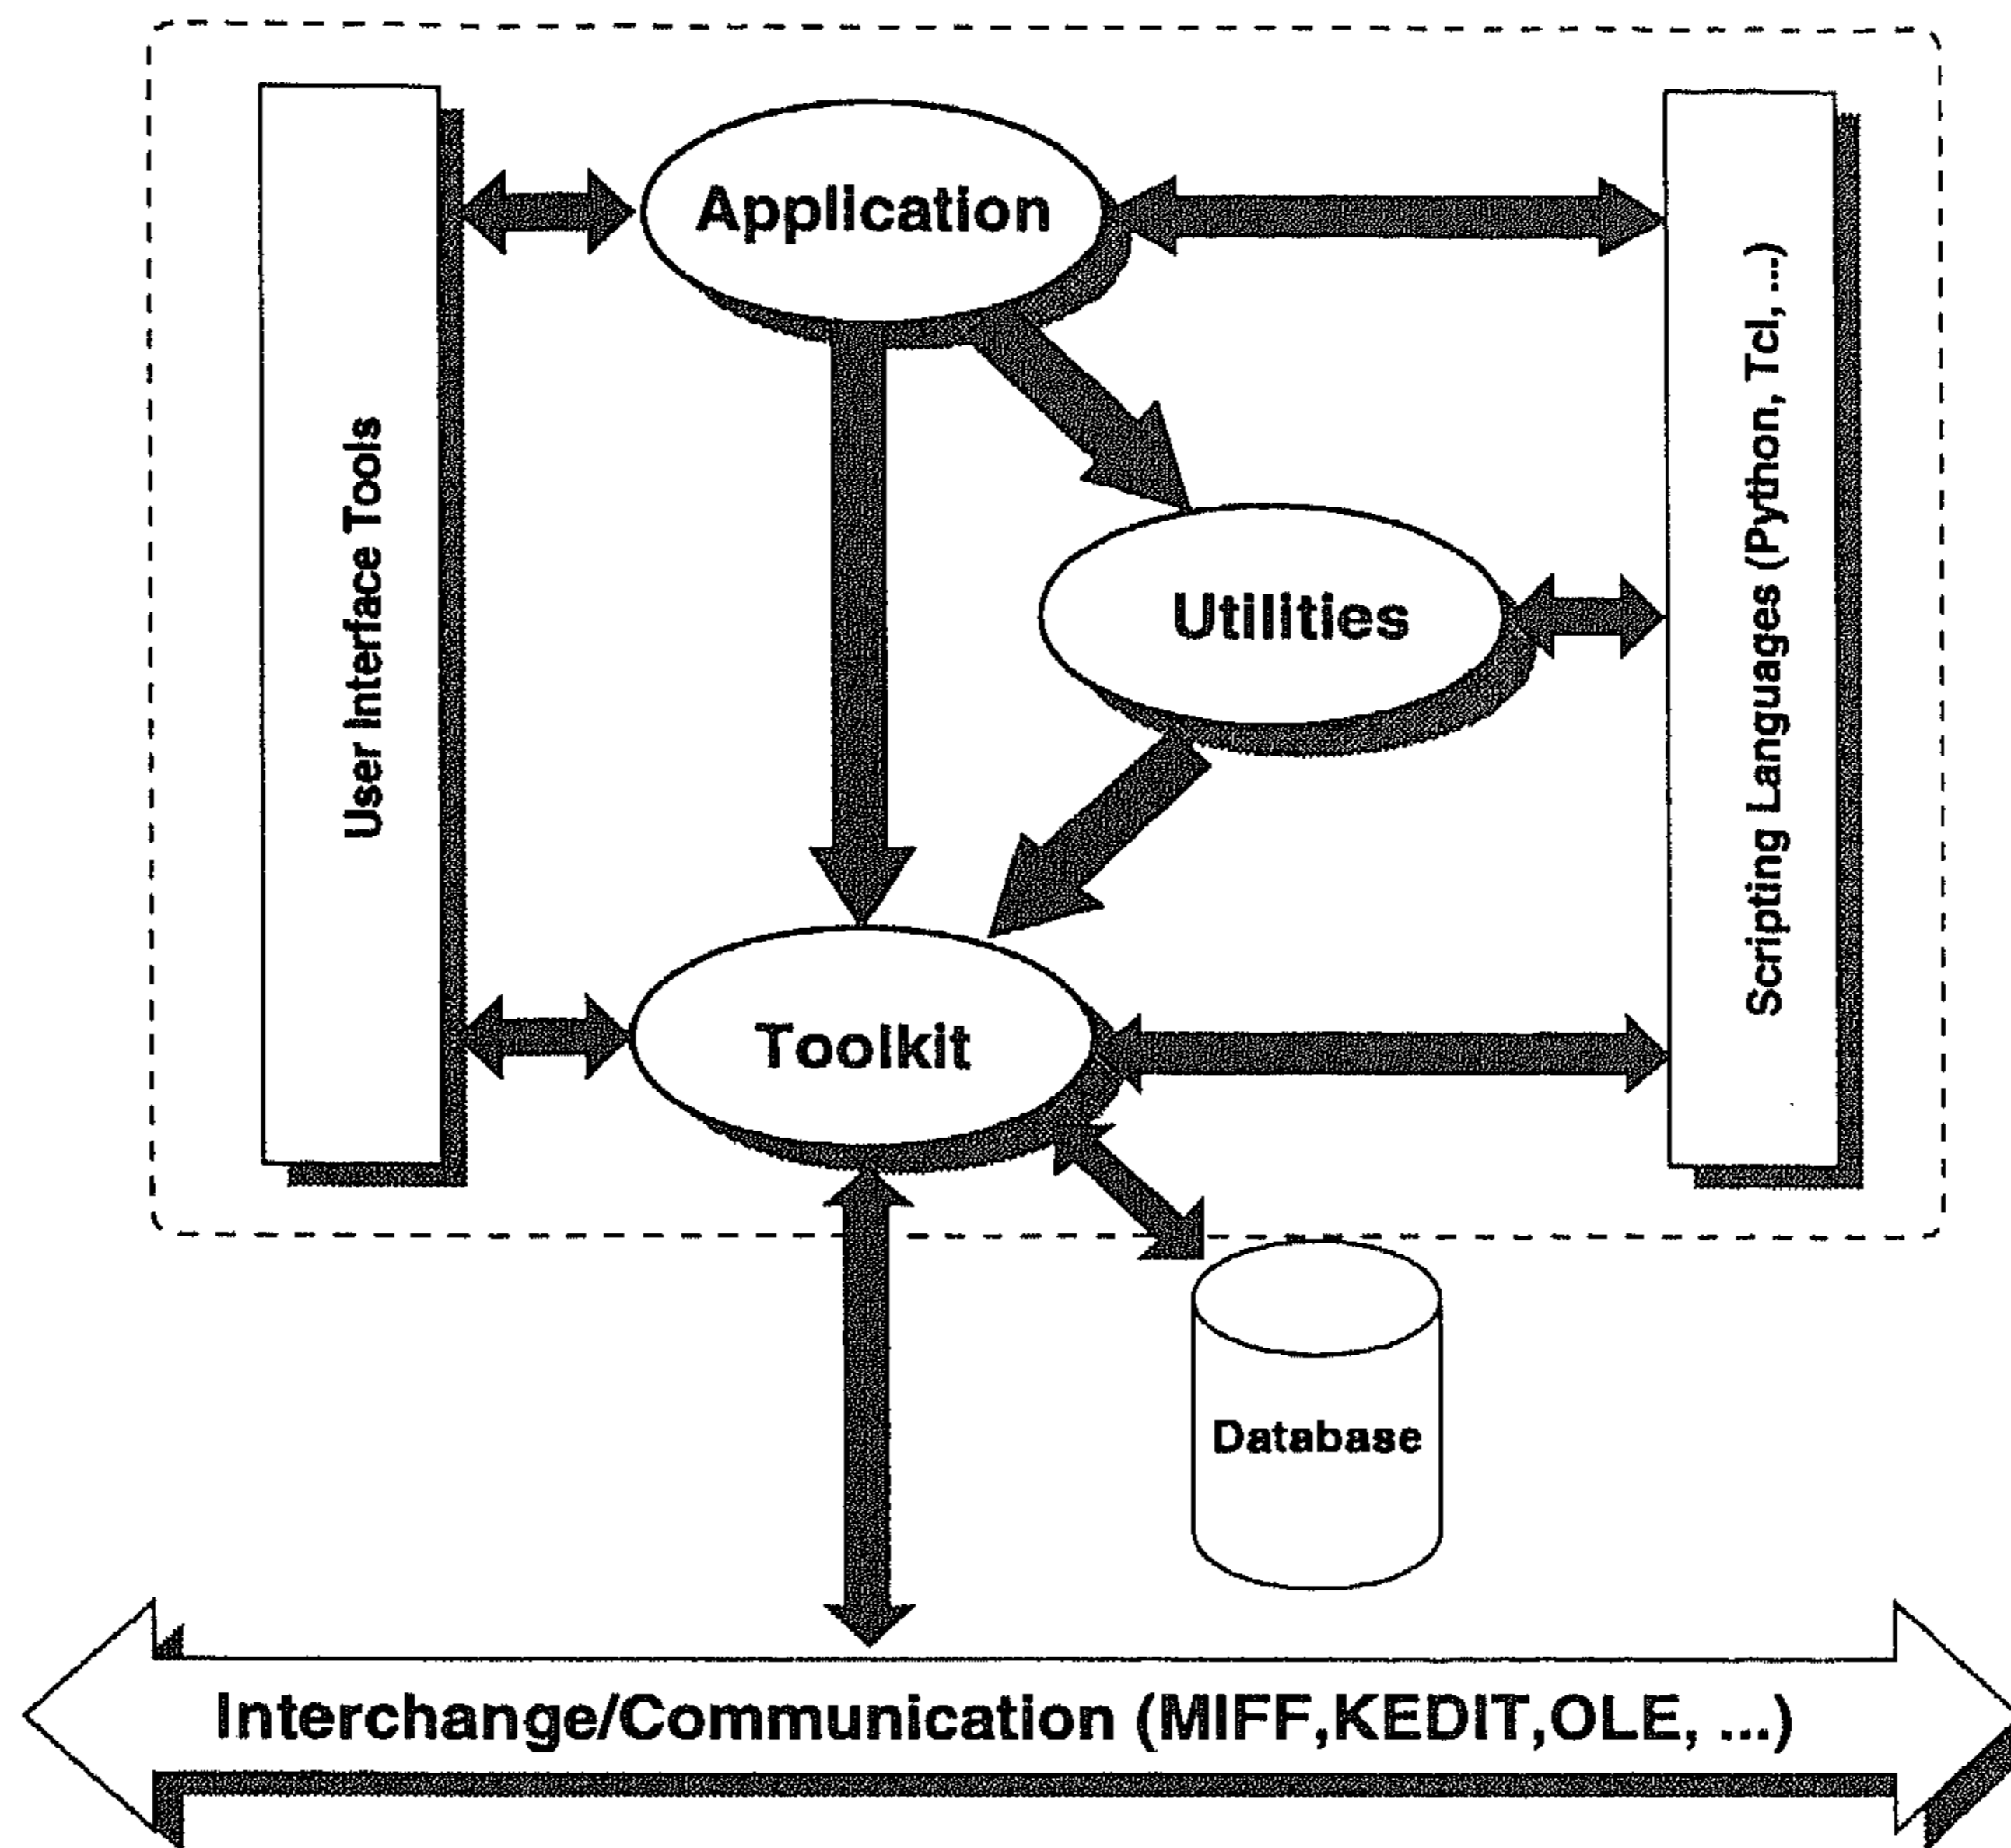 Application
User Interface Tools
Scripting Languages (Python, Tcl, ...)
Utilities
Toolkit
Database
Interchange/Communication (MIFF,KEDIT,OLE, ...)